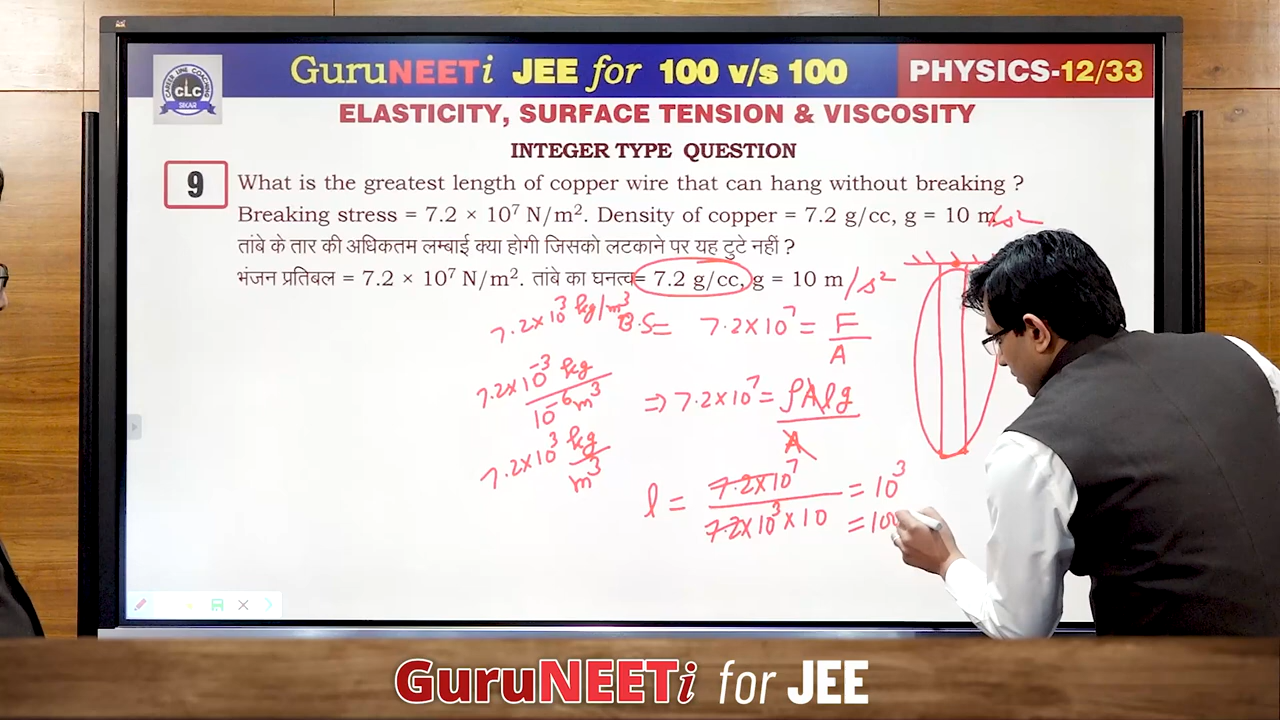 GuruNEETi JEE for 100 v/s 100
PHYSICS-12/33
CAREER LINE COACHING
CLC
SIKAR
ELASTICITY, SURFACE TENSION & VISCOSITY
INTEGER TYPE QUESTION
9
What is the greatest length of copper wire that can hang without breaking ?
Breaking stress = 7.2 × 10⁷ N/m². Density of copper = 7.2 g/cc, g = 10 m/s²
तांबे के तार की अधिकतम लम्बाई क्या होगी जिसको लटकाने पर यह टुटे नहीं ?
भंजन प्रतिबल = 7.2 × 10⁷ N/m². तांबे का घनत्व = 7.2 g/cc, g = 10 m/s²
7.2×10³ kg/m³
B.S = 7.2×10⁷ = F/A
7.2×10⁻³ kg / 10⁻⁶ m³
⇒ 7.2×10⁷ = ρAlg / A
7.2×10³ kg/m³
l = 7.2×10⁷ / 7.2×10³×10 = 10³
= 100
GuruNEETi for JEE